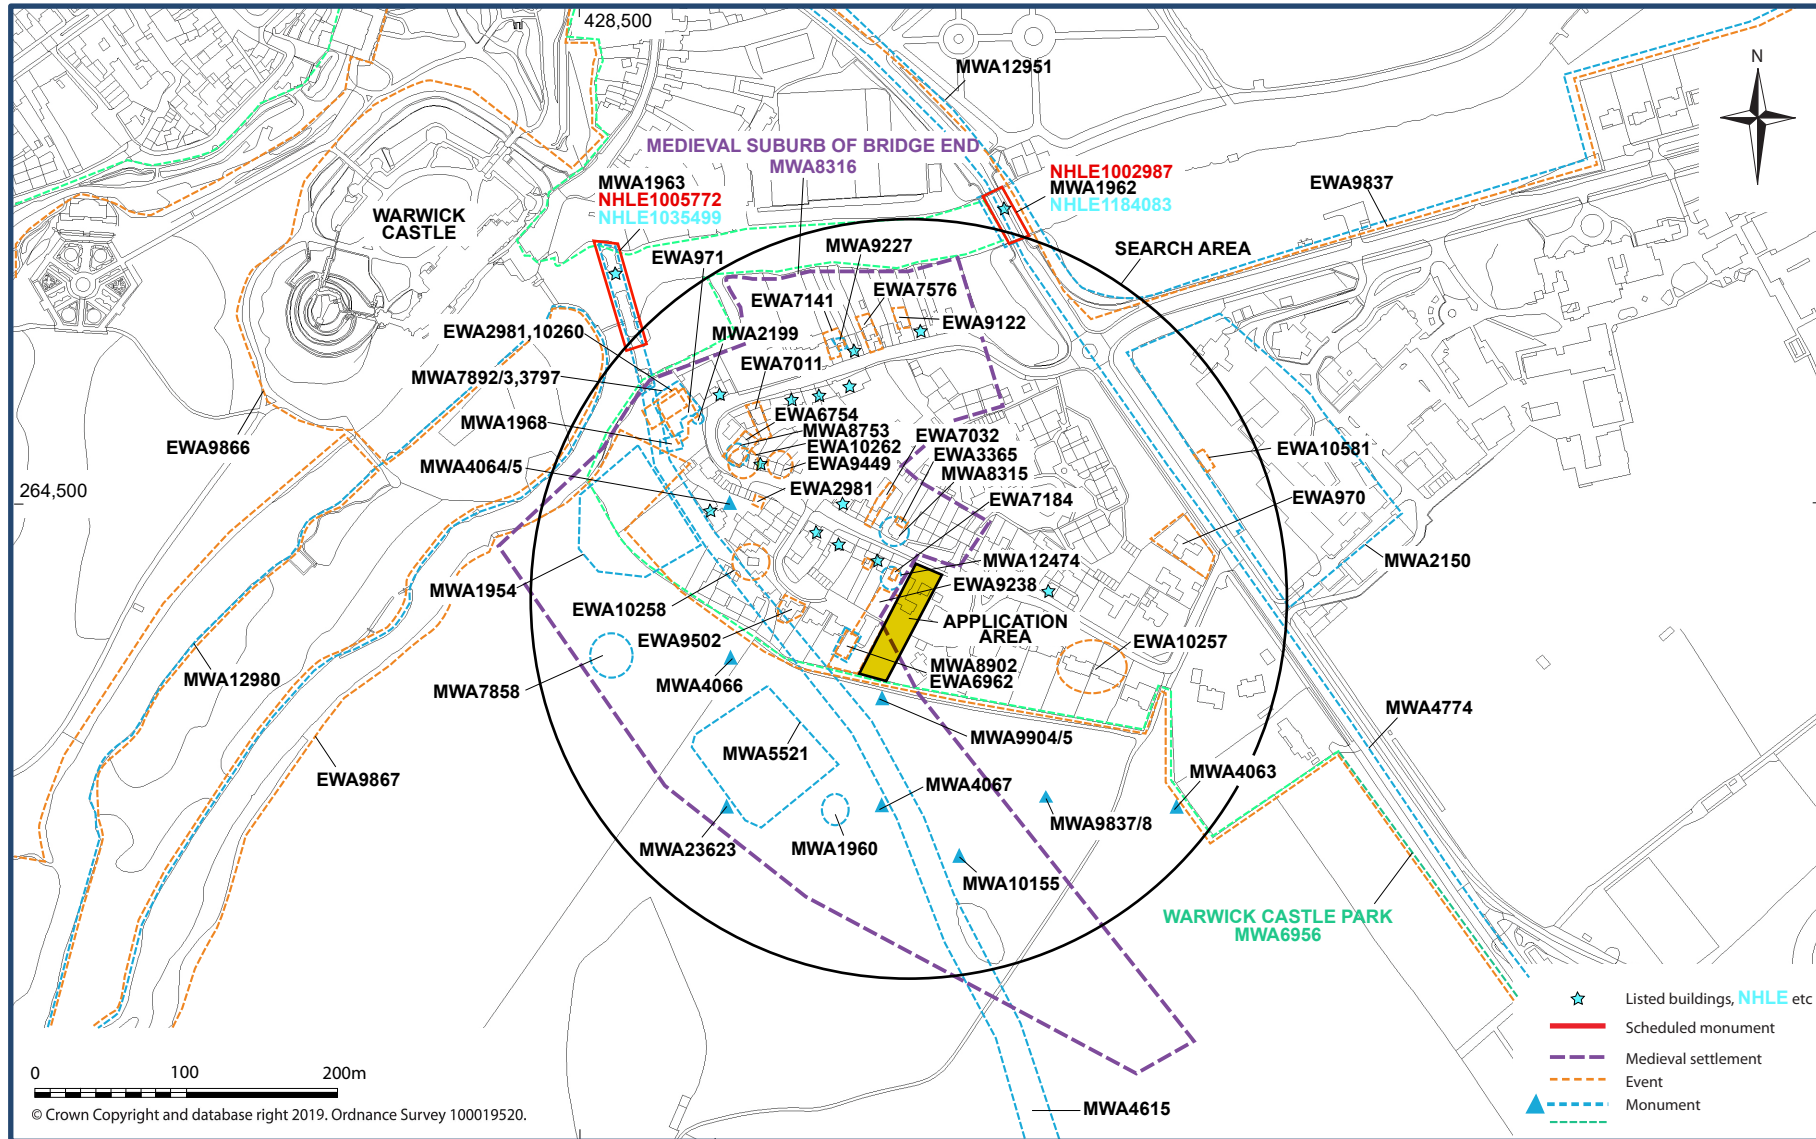 428,500
MWA12951
N
MEDIEVAL SUBURB OF BRIDGE END
MWA8316
MWA1963
NHLE1005772
NHLE1035499
NHLE1002987
MWA1962
NHLE1184083
EWA9837
WARWICK
CASTLE
MWA9227
SEARCH AREA
EWA971
EWA7141
EWA7576
EWA9122
EWA2981,10260
MWA2199
EWA7011
MWA7892/3,3797
EWA6754
MWA8753
EWA10262
EWA9449
MWA1968
EWA7032
EWA3365
MWA8315
EWA9866
EWA10581
MWA4064/5
EWA2981
EWA7184
EWA970
264,500
MWA12474
MWA2150
EWA9238
MWA1954
EWA10258
APPLICATION
AREA
EWA9502
EWA10257
MWA8902
EWA6962
MWA12980
MWA7858
MWA4066
MWA4774
MWA9904/5
MWA5521
EWA9867
MWA4067
MWA4063
MWA9837/8
MWA23623
MWA1960
MWA10155
WARWICK CASTLE PARK
MWA6956
Listed buildings, NHLE etc
Scheduled monument
Medieval settlement
Event
Monument
0 100 200m
© Crown Copyright and database right 2019. Ordnance Survey 100019520.
MWA4615